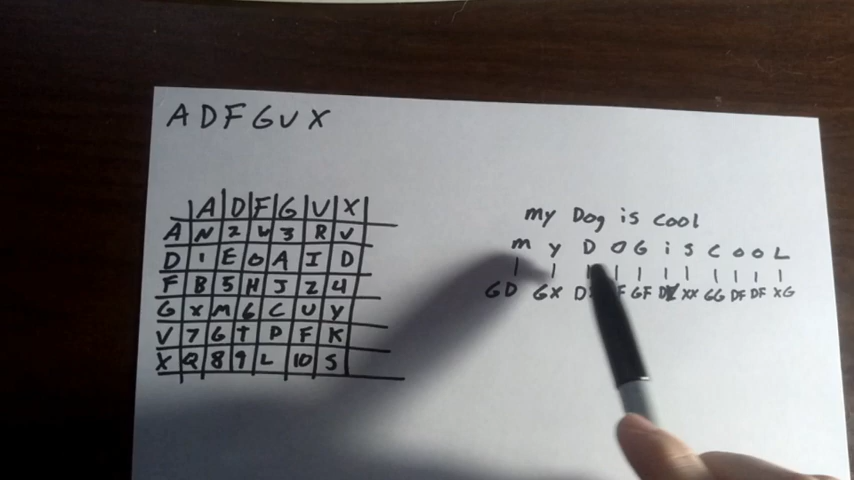 ADFGVX
A D F G V X
A N 2 W 3 R V
D 1 E O A I D
F B 5 H J Z 4
G X M 6 C U Y
V 7 G T P F K
X Q 8 9 L 10 S
my Dog is cool
m y D O G i S C O O L
GD GX GF DV XX GG DF DF XG